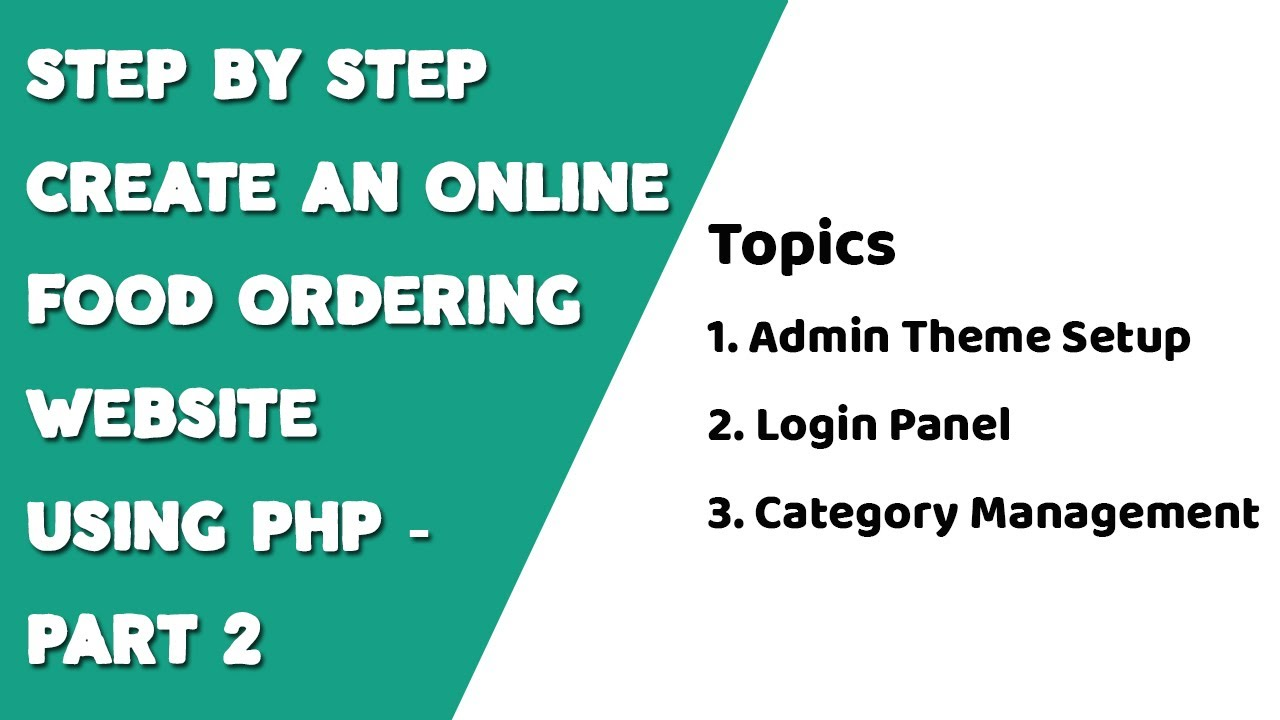 STEP BY STEP
CREATE AN ONLINE
FOOD ORDERING
WEBSITE
USING PHP -
PART 2
Topics
1. Admin Theme Setup
2. Login Panel
3. Category Management